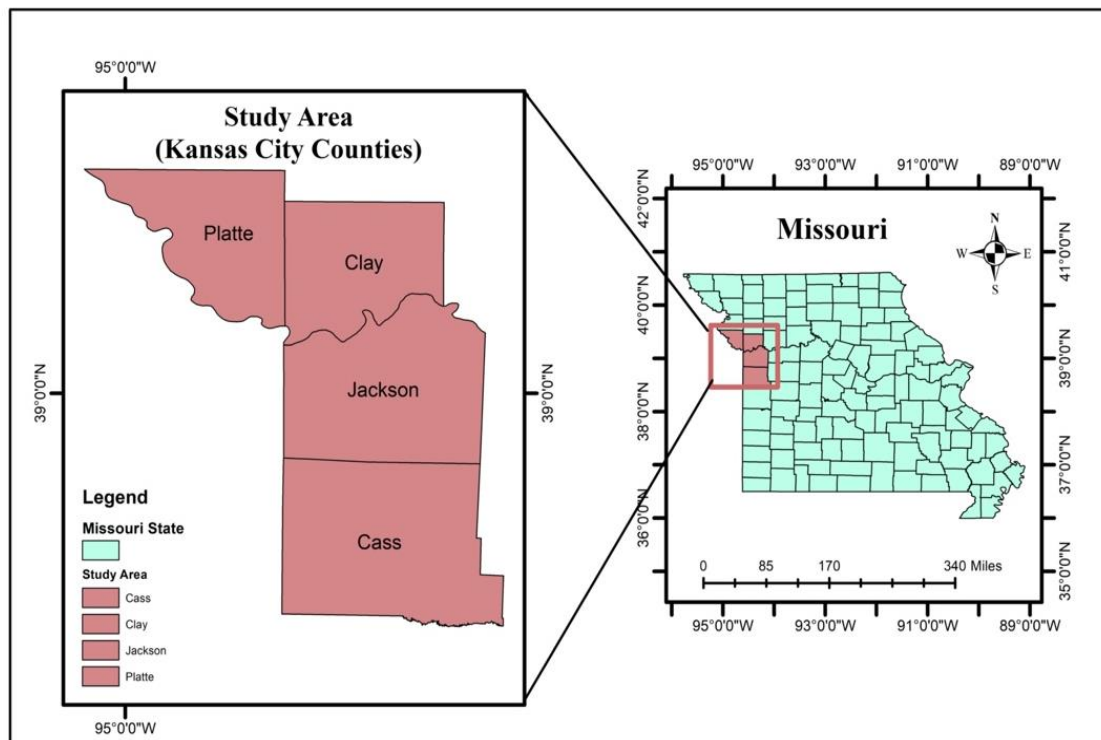 95°0'0"W
Study Area
(Kansas City Counties)
Platte
Clay
Jackson
Cass
39°0'0"N
39°0'0"N
Legend
Missouri State
Study Area
Cass
Clay
Jackson
Platte
95°0'0"W
95°0'0"W
93°0'0"W
91°0'0"W
89°0'0"W
Missouri
N
W
E
S
42°0'0"N
40°0'0"N
38°0'0"N
36°0'0"N
41°0'0"N
39°0'0"N
37°0'0"N
35°0'0"N
0 85 170 340 Miles
95°0'0"W
93°0'0"W
91°0'0"W
89°0'0"W